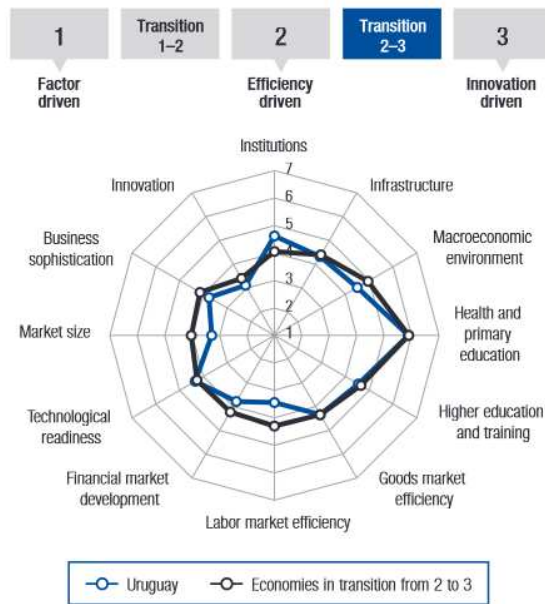 1
Transition
1–2
2
Transition
2–3
3
Factor
driven
Efficiency
driven
Innovation
driven
Institutions
7
6
5
4
3
2
1
Infrastructure
Macroeconomic
environment
Health and
primary
education
Higher education
and training
Goods market
efficiency
Labor market efficiency
Financial market
development
Technological
readiness
Market size
Business
sophistication
Innovation
Uruguay
Economies in transition from 2 to 3